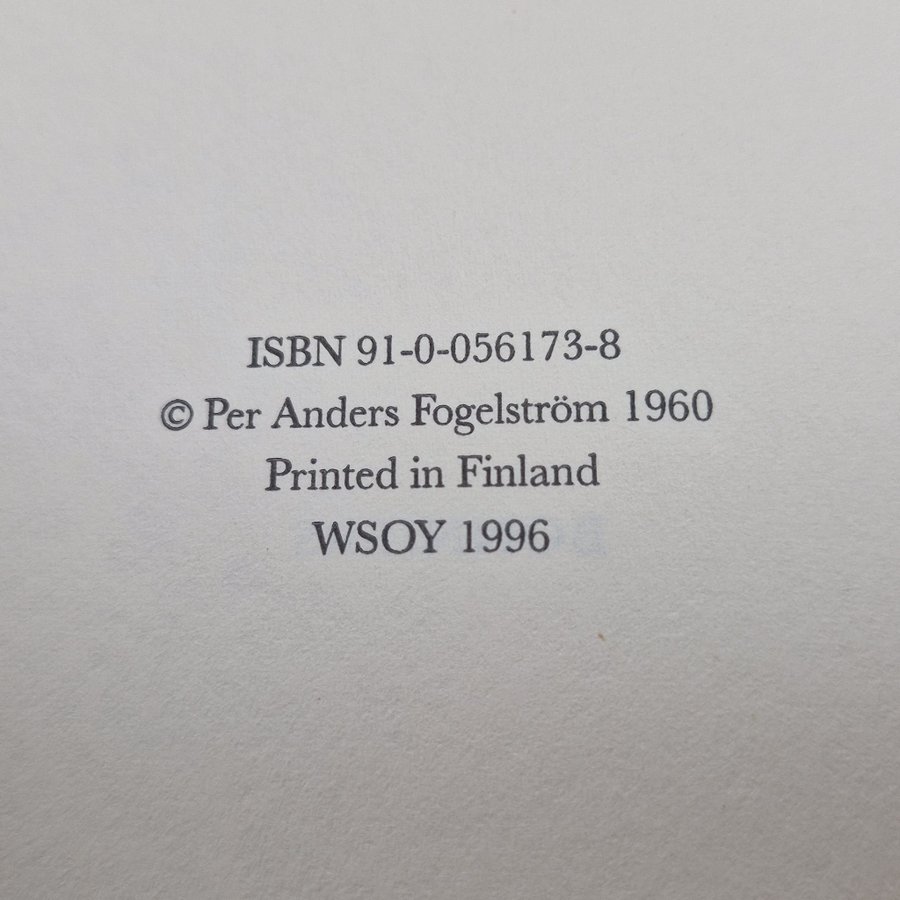 ISBN 91-0-056173-8
© Per Anders Fogelström 1960
Printed in Finland
WSOY 1996